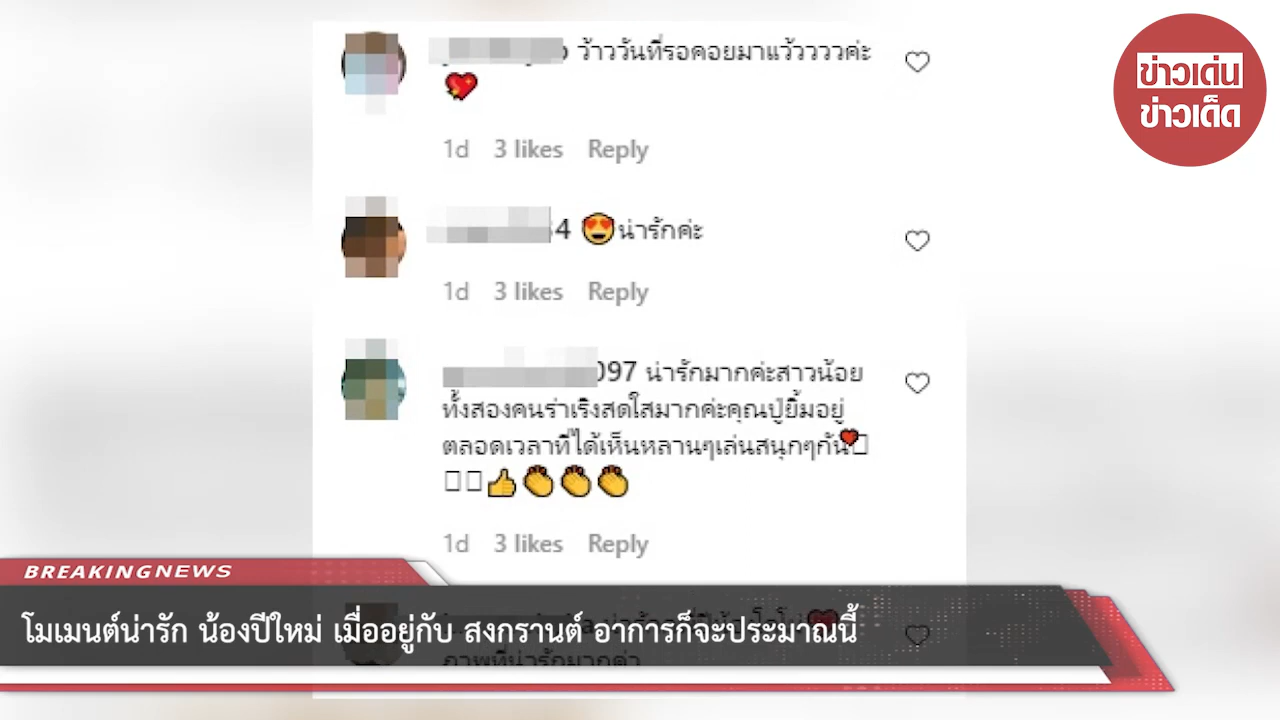 ว้าววันที่รอคอยมาแว้ววววค่ะ
💖
1d 3 likes Reply
4 😍น่ารักค่ะ
1d 3 likes Reply
097 น่ารักมากค่ะสาวน้อย
ทั้งสองคนร่าเริงสดใสมากค่ะคุณปู่ยิ้มอยู่
ตลอดเวลาที่ได้เห็นหลานๆเล่นสนุกๆกัน❤
👍👏👏👏
1d 3 likes Reply
ข่าวเด่น
ข่าวเด็ด
BREAKINGNEWS
โมเมนต์น่ารัก น้องปีใหม่ เมื่ออยู่กับ สงกรานต์ อาการก็จะประมาณนี้
ภาพที่น่ารักมากค่า